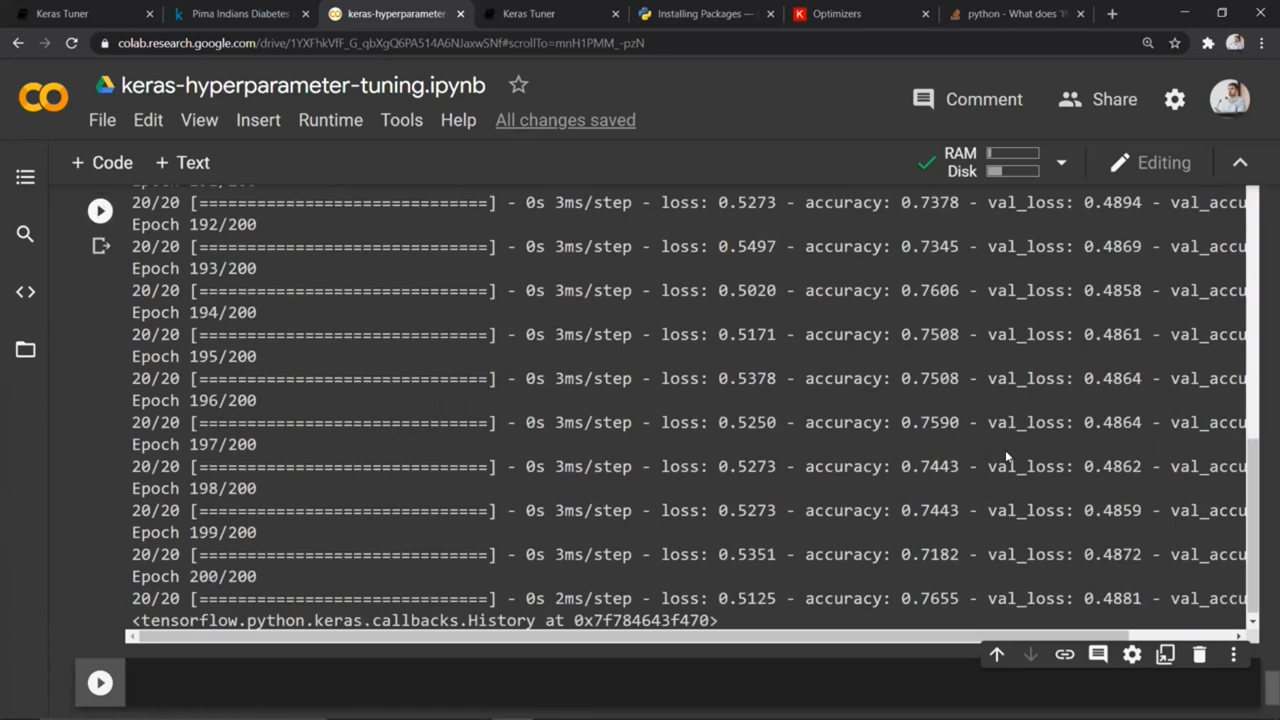 Keras Tuner
Pima Indians Diabetes
keras-hyperparameter
Keras Tuner
Installing Packages —
Optimizers
python - What does
colab.research.google.com/drive/1YXFhkVfF_G_qbXgQ6PA514A6NJaxwSNf#scrollTo=mnH1PMM_-pzN
CO
keras-hyperparameter-tuning.ipynb
Comment
Share
File Edit View Insert Runtime Tools Help All changes saved
+ Code + Text
RAM
Disk
Editing
20/20 [==============================] - 0s 3ms/step - loss: 0.5273 - accuracy: 0.7378 - val_loss: 0.4894 - val_accu
Epoch 192/200
20/20 [==============================] - 0s 3ms/step - loss: 0.5497 - accuracy: 0.7345 - val_loss: 0.4869 - val_accu
Epoch 193/200
20/20 [==============================] - 0s 3ms/step - loss: 0.5020 - accuracy: 0.7606 - val_loss: 0.4858 - val_accu
Epoch 194/200
20/20 [==============================] - 0s 3ms/step - loss: 0.5171 - accuracy: 0.7508 - val_loss: 0.4861 - val_accu
Epoch 195/200
20/20 [==============================] - 0s 3ms/step - loss: 0.5378 - accuracy: 0.7508 - val_loss: 0.4864 - val_accu
Epoch 196/200
20/20 [==============================] - 0s 3ms/step - loss: 0.5250 - accuracy: 0.7590 - val_loss: 0.4864 - val_accu
Epoch 197/200
20/20 [==============================] - 0s 3ms/step - loss: 0.5273 - accuracy: 0.7443 - val_loss: 0.4862 - val_accu
Epoch 198/200
20/20 [==============================] - 0s 3ms/step - loss: 0.5273 - accuracy: 0.7443 - val_loss: 0.4859 - val_accu
Epoch 199/200
20/20 [==============================] - 0s 3ms/step - loss: 0.5351 - accuracy: 0.7182 - val_loss: 0.4872 - val_accu
Epoch 200/200
20/20 [==============================] - 0s 2ms/step - loss: 0.5125 - accuracy: 0.7655 - val_loss: 0.4881 - val_accu
<tensorflow.python.keras.callbacks.History at 0x7f784643f470>